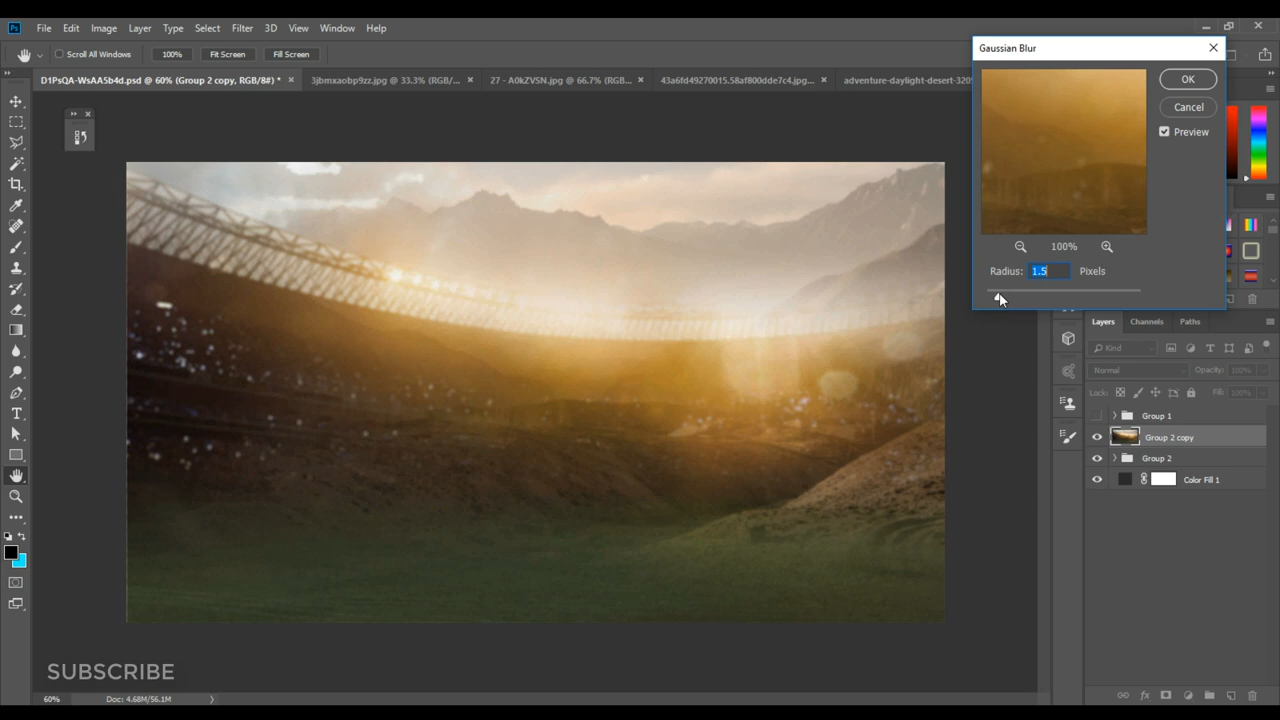 Ps File Edit Image Layer Type Select Filter 3D View Window Help
Scroll All Windows 100% Fit Screen Fill Screen
D1PsQA-WsAA5b4d.psd @ 60% (Group 2 copy, RGB/8#) * 3jbmxaobp9zz.jpg @ 33.3% (RGB/... 27 - A0kZVSN.jpg @ 66.7% (RGB... 43a6fd49270015.58af800dde7c4.jpg... adventure-daylight-desert-3205
Gaussian Blur
OK
Cancel
Preview
100%
Radius: 1.5 Pixels
Layers Channels Paths
Kind
Normal Opacity: 100%
Lock: Fill: 100%
Group 1
Group 2 copy
Group 2
Color Fill 1
SUBSCRIBE
60% Doc: 4.68M/56.1M
fx